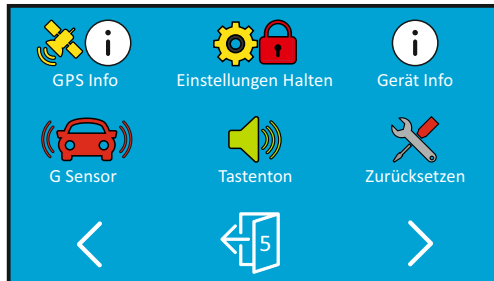 GPS Info
Einstellungen Halten
Gerät Info
G Sensor
Tastenton
Zurücksetzen
5